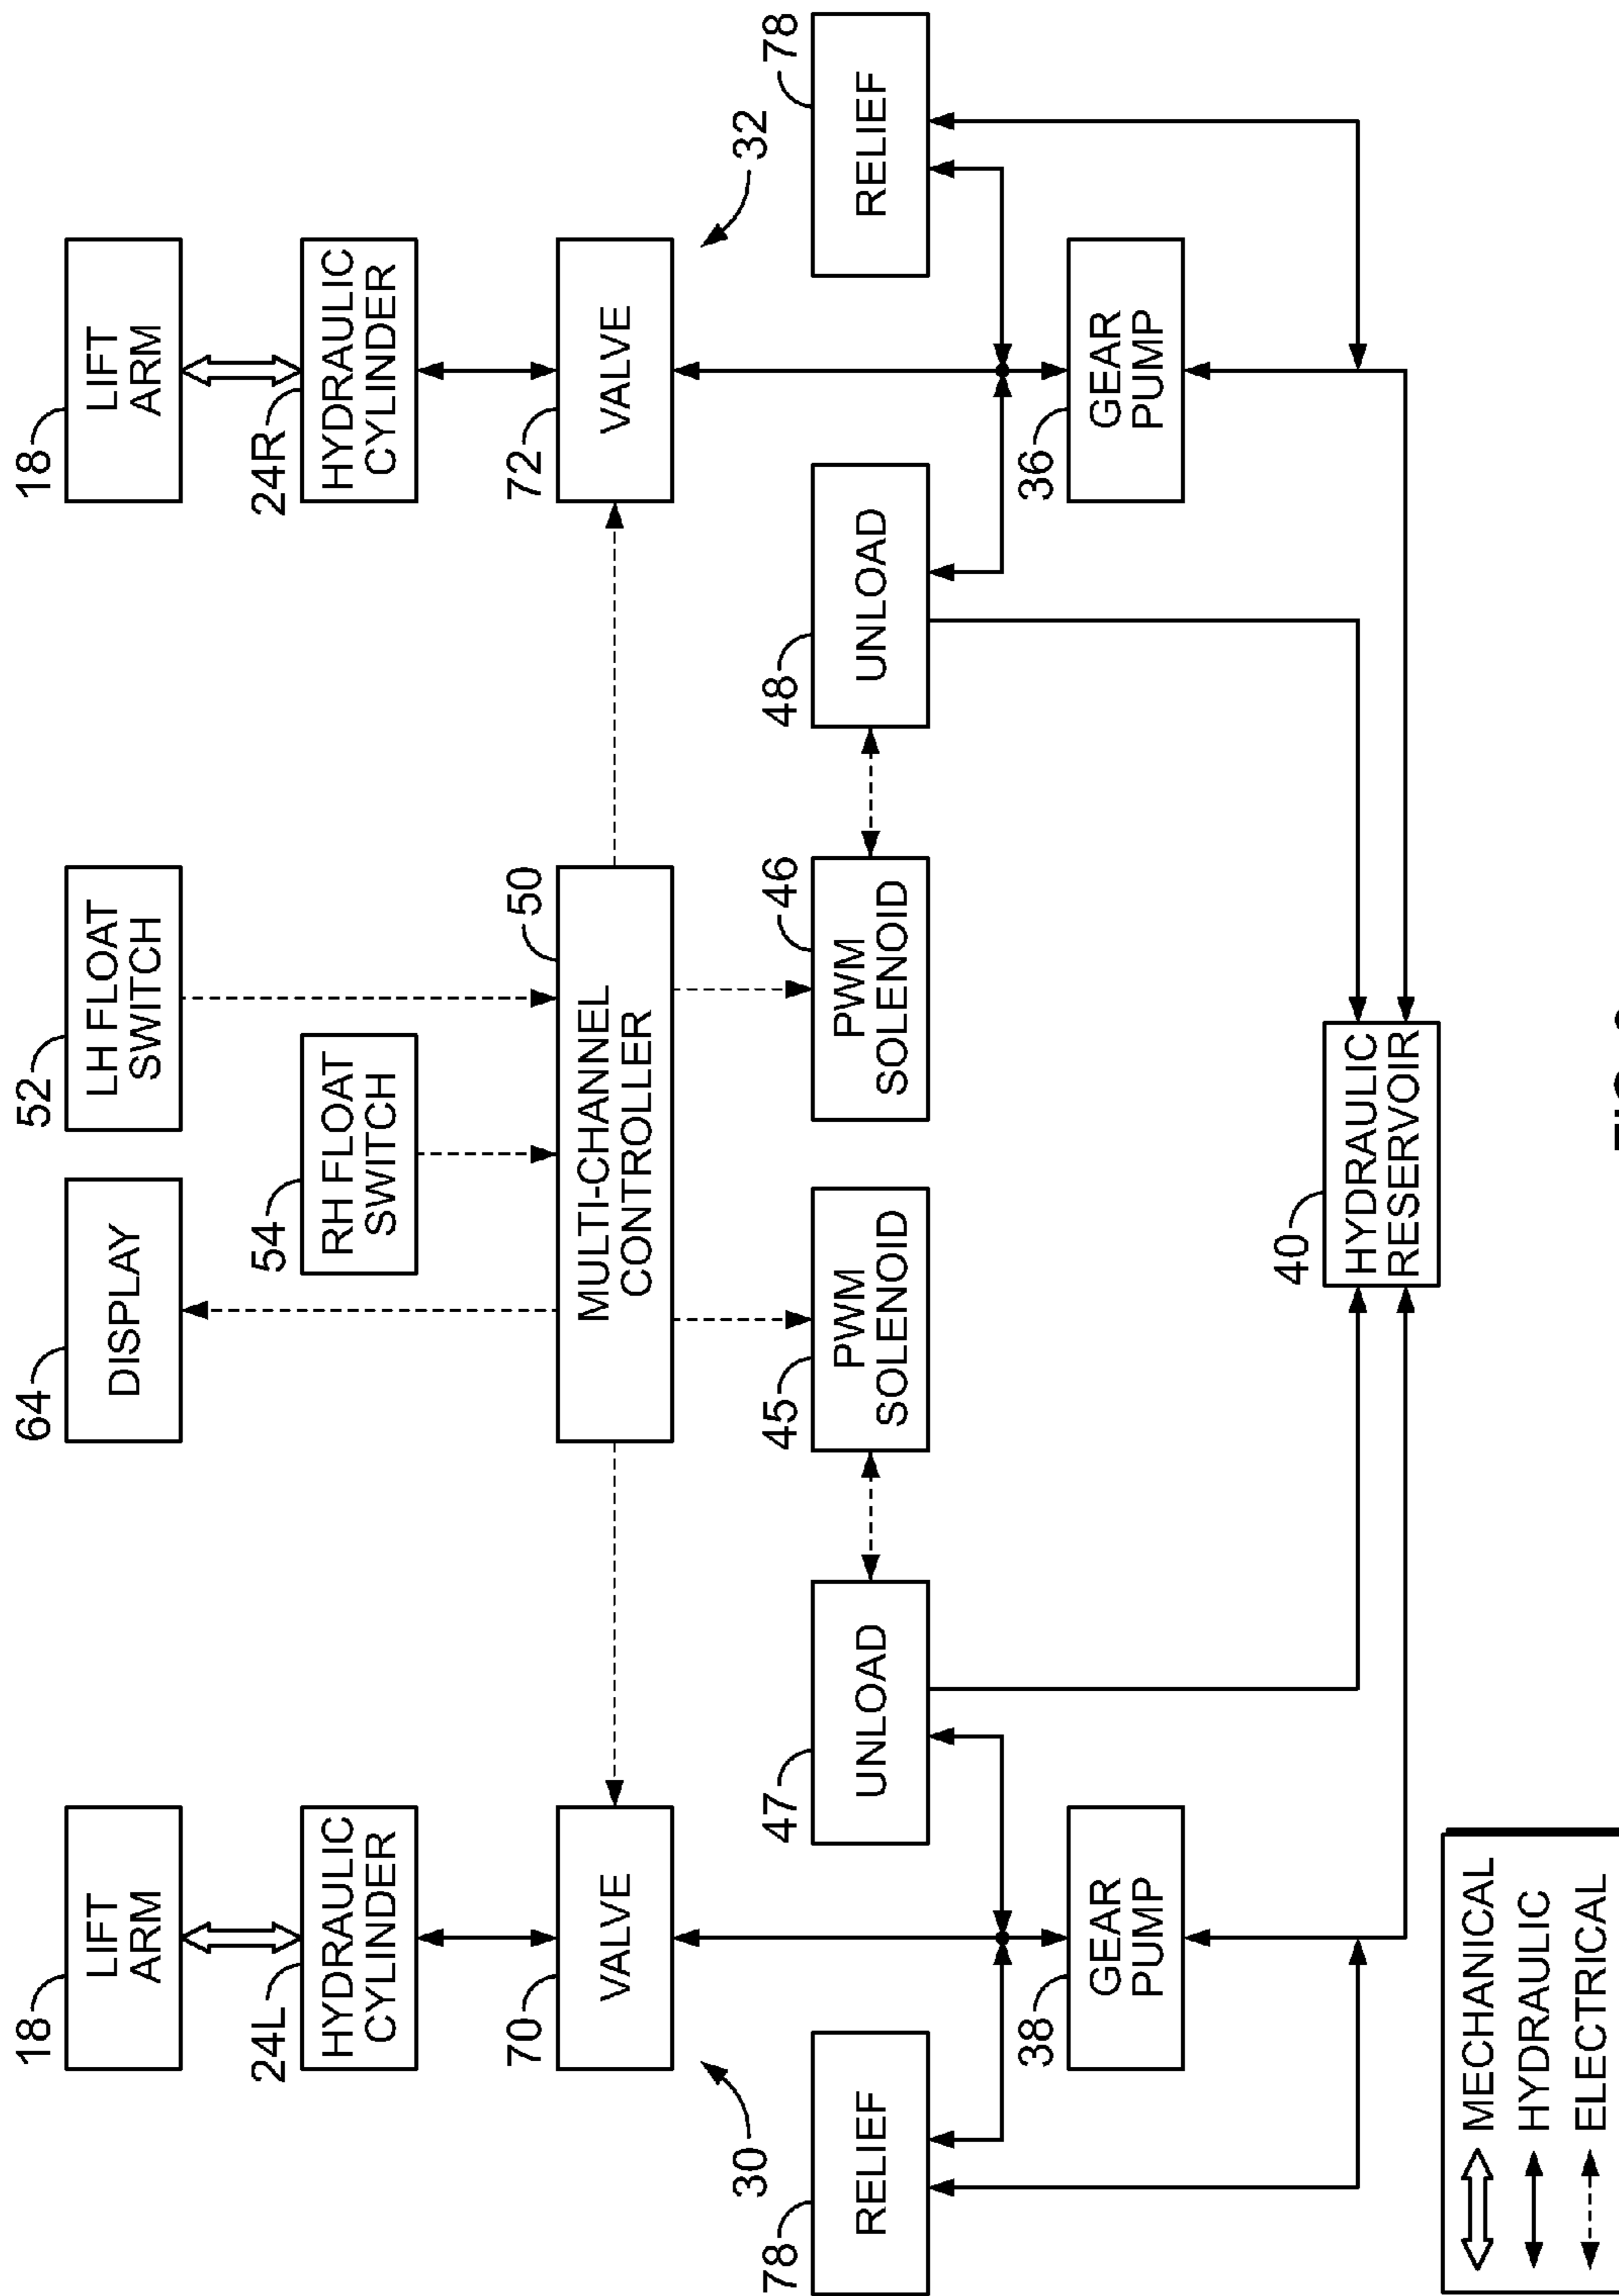 18
LIFT
ARM
64
DISPLAY
52
LH FLOAT
SWITCH
18
LIFT
ARM
24L
HYDRAULIC
CYLINDER
54
RH FLOAT
SWITCH
24R
HYDRAULIC
CYLINDER
70
VALVE
MULTI-CHANNEL
CONTROLLER
50
72
VALVE
30
32
78
RELIEF
47
UNLOAD
45
PWM
SOLENOID
46
PWM
SOLENOID
48
UNLOAD
78
RELIEF
38
GEAR
PUMP
36
GEAR
PUMP
40
HYDRAULIC
RESERVOIR
MECHANICAL
HYDRAULIC
ELECTRICAL